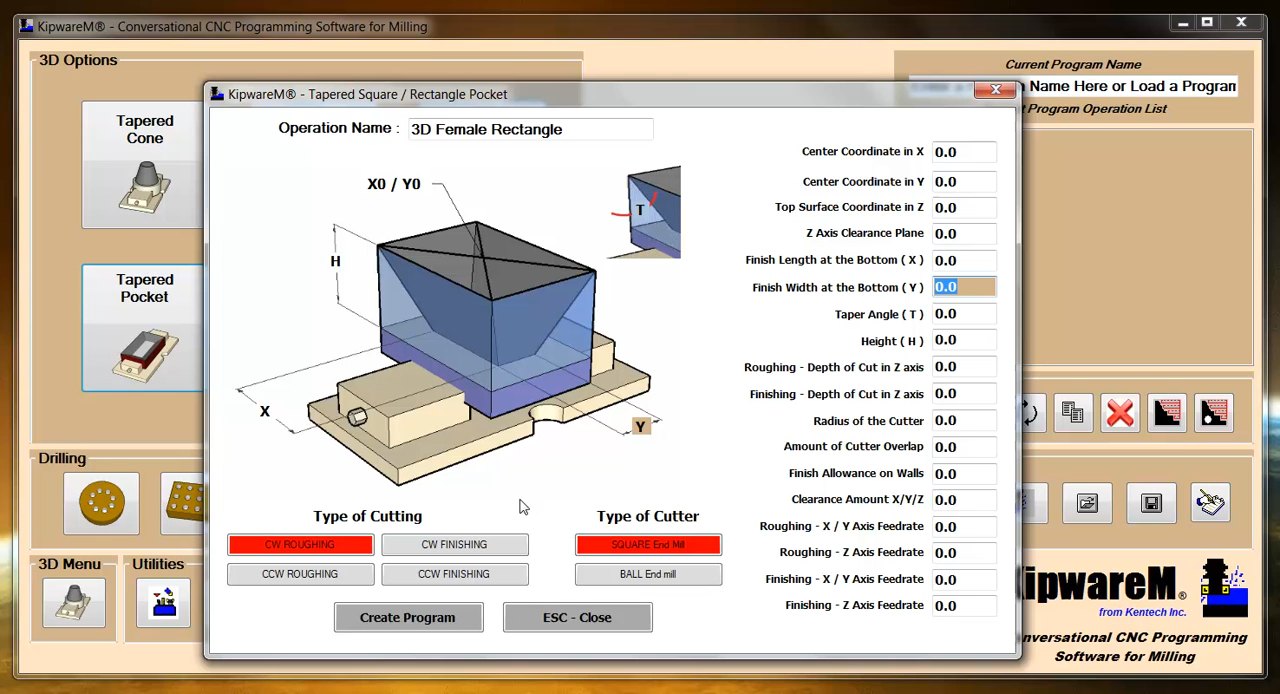 KipwareM® - Conversational CNC Programming Software for Milling
3D Options
Tapered
Cone
Tapered
Pocket
Drilling
3D Menu
Utilities
Current Program Name
Name Here or Load a Program
Program Operation List
KipwareM® - Tapered Square / Rectangle Pocket
Operation Name : 3D Female Rectangle
X0 / Y0
T
H
X
Y
Center Coordinate in X 0.0
Center Coordinate in Y 0.0
Top Surface Coordinate in Z 0.0
Z Axis Clearance Plane 0.0
Finish Length at the Bottom ( X ) 0.0
Finish Width at the Bottom ( Y ) 0.0
Taper Angle ( T ) 0.0
Height ( H ) 0.0
Roughing - Depth of Cut in Z axis 0.0
Finishing - Depth of Cut in Z axis 0.0
Radius of the Cutter 0.0
Amount of Cutter Overlap 0.0
Finish Allowance on Walls 0.0
Clearance Amount X/Y/Z 0.0
Roughing - X / Y Axis Feedrate 0.0
Roughing - Z Axis Feedrate 0.0
Finishing - X / Y Axis Feedrate 0.0
Finishing - Z Axis Feedrate 0.0
Type of Cutting
CW ROUGHING
CW FINISHING
CCW ROUGHING
CCW FINISHING
Type of Cutter
SQUARE End Mill
BALL End mill
Create Program
ESC - Close
KipwareM®
from Kentech Inc.
nversational CNC Programming
Software for Milling